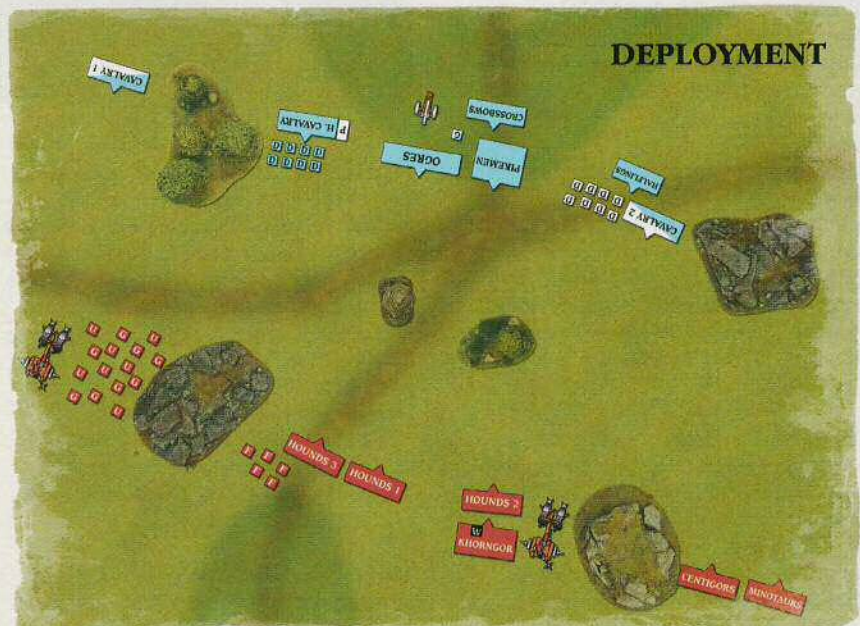 DEPLOYMENT
CAVALRY 1
H. CAVALRY P
D D D D
D D D D
CROSSBOWS
G
OGRES
PIKEMEN
HALFLINGS
D D D D
D D D D
CAVALRY 2
U G U
G U G G
U U U
G G
G G U
F F F
F F
HOUNDS 3
HOUNDS 1
HOUNDS 2
W
KHORNGOR
CENTIGORS
MINOTAURS